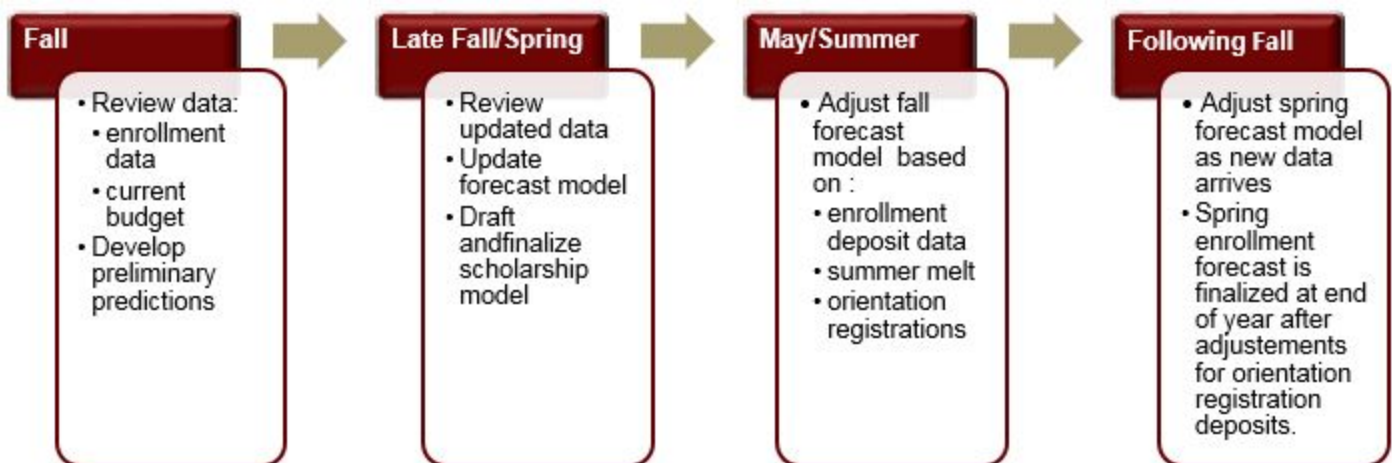 Fall
• Review data:
• enrollment
data
• current
budget
• Develop
preliminary
predictions
Late Fall/Spring
• Review
updated data
• Update
forecast model
• Draft
andfinalize
scholarship
model
May/Summer
• Adjust fall
forecast
model based
on :
• enrollment
deposit data
• summer melt
• orientation
registrations
Following Fall
• Adjust spring
forecast model
as new data
arrives
• Spring
enrollment
forecast is
finalized at end
of year after
adjustements
for orientation
registration
deposits.